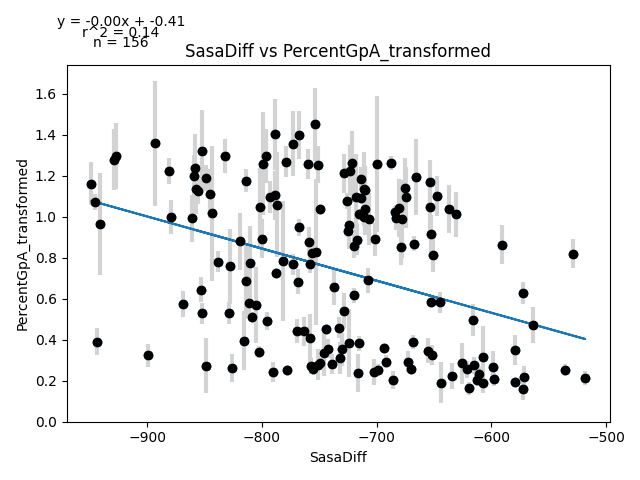 y = -0.00x + -0.41
r^2 = 0.14
n = 156
SasaDiff vs PercentGpA_transformed
PercentGpA_transformed
1.6
1.4
1.2
1.0
0.8
0.6
0.4
0.2
0.0
−900 −800 −700 −600 −500
SasaDiff